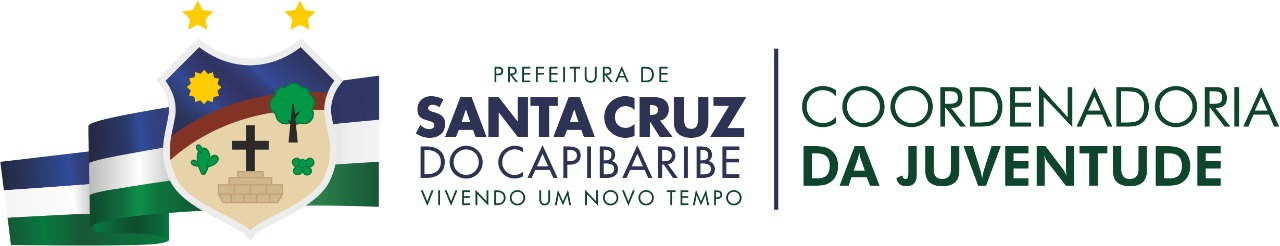 PREFEITURA DE
SANTA CRUZ
DO CAPIBARIBE
VIVENDO UM NOVO TEMPO
COORDENADORIA
DA JUVENTUDE